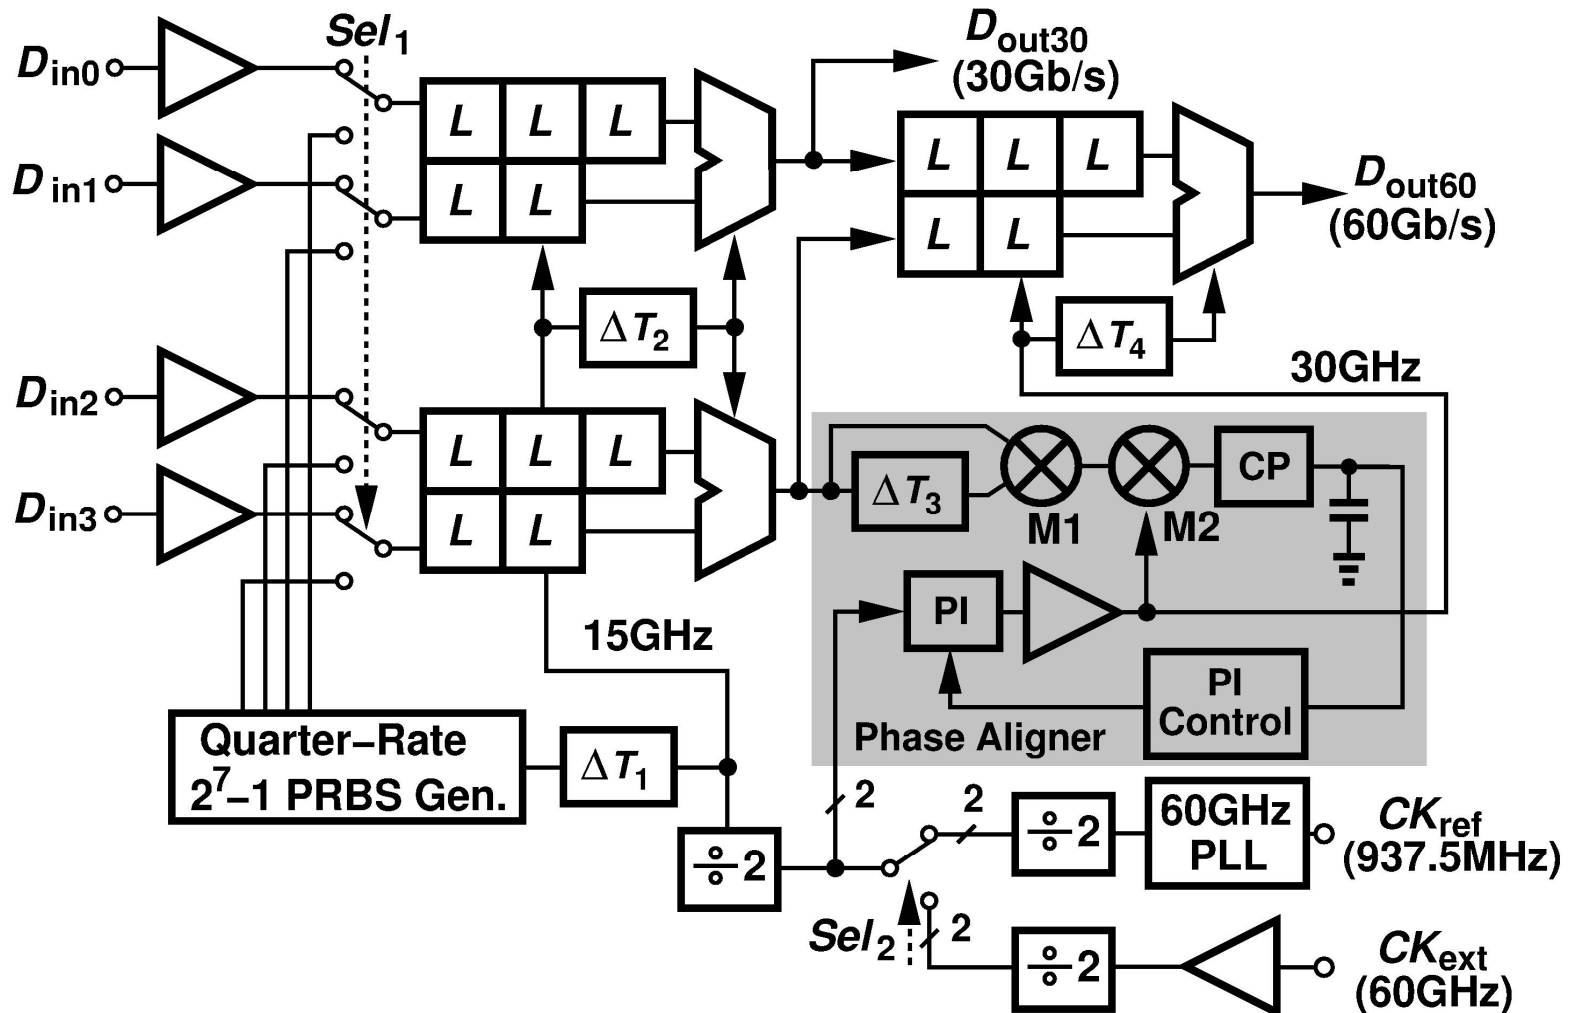 Sel1
Din0
Din1
Din2
Din3
L L L
L L
ΔT2
L L L
L L
Dout30
(30Gb/s)
L L L
L L
ΔT4
Dout60
(60Gb/s)
30GHz
ΔT3
M1
M2
CP
PI
PI
Control
Phase Aligner
15GHz
Quarter–Rate
2^7–1 PRBS Gen.
ΔT1
÷2
2
2
÷2
60GHz
PLL
CKref
(937.5MHz)
Sel2
2
÷2
CKext
(60GHz)